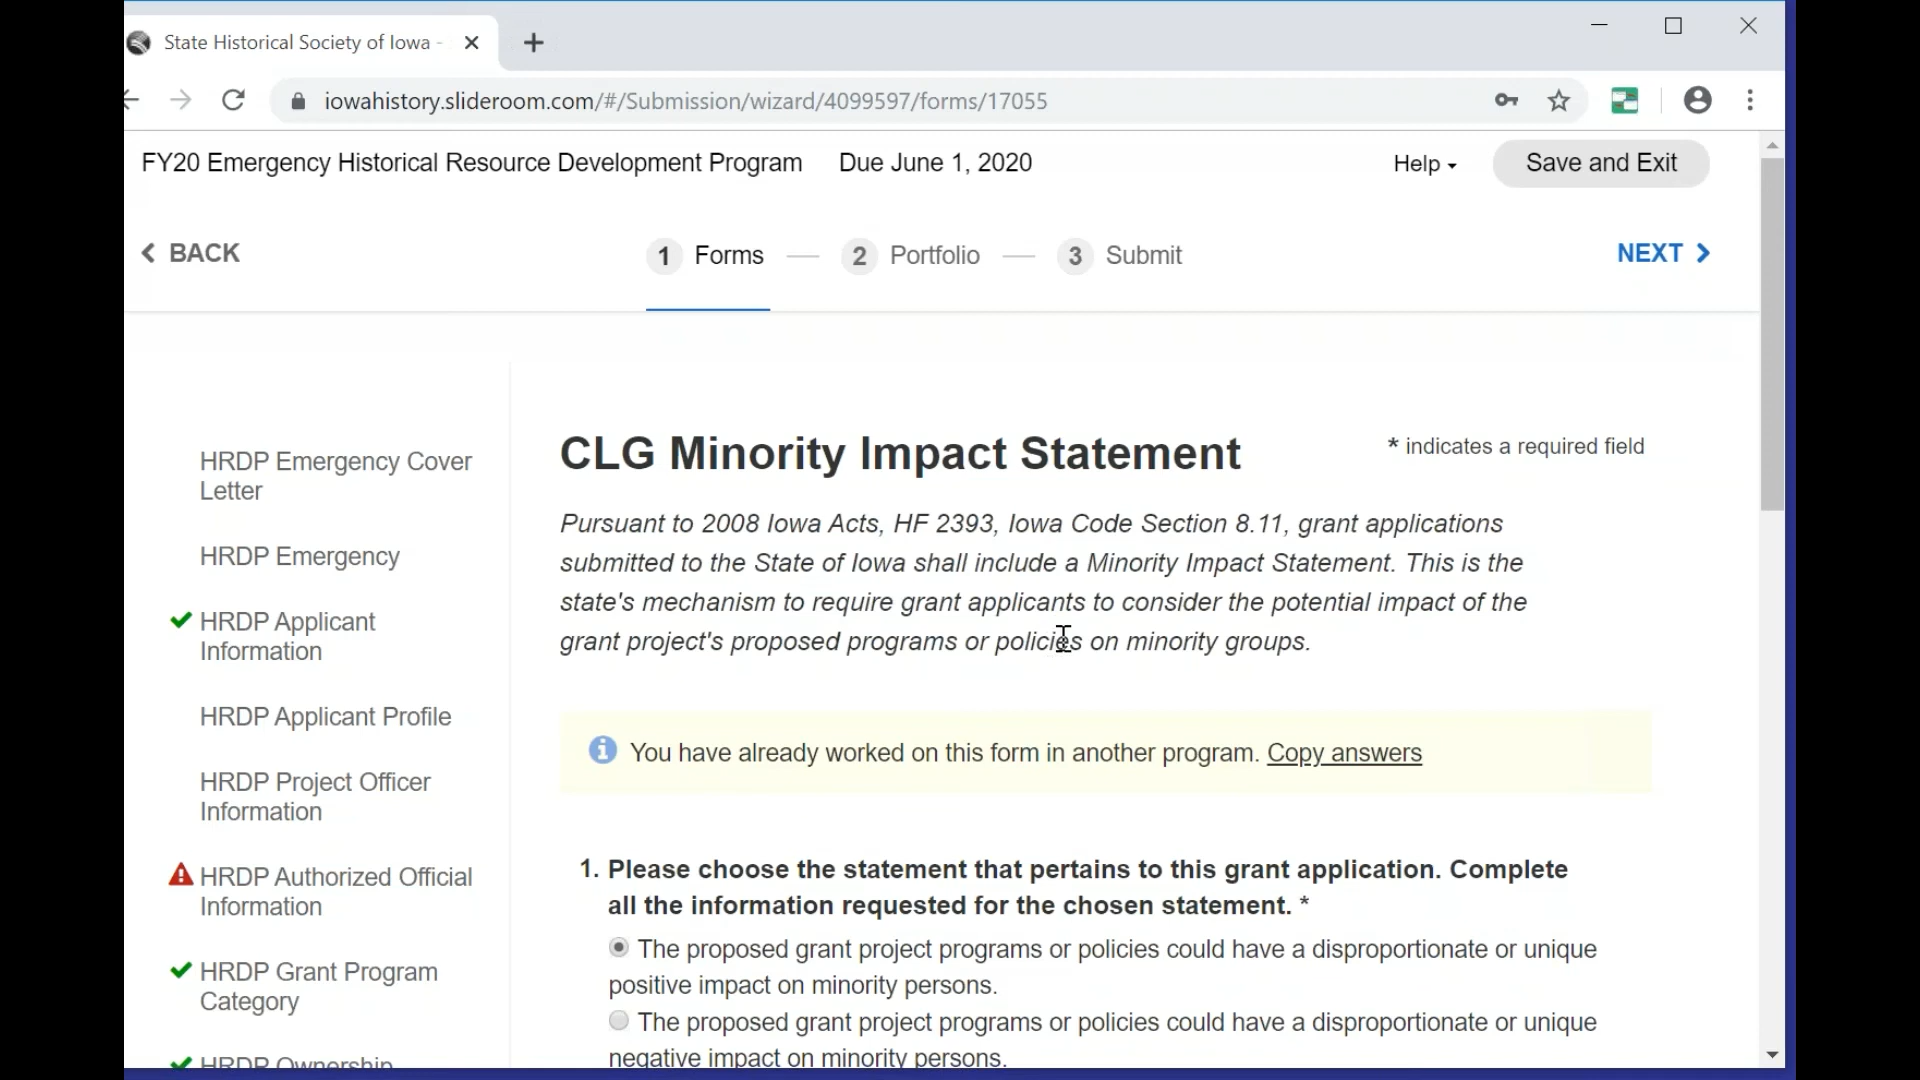 State Historical Society of Iowa -
iowahistory.slideroom.com/#/Submission/wizard/4099597/forms/17055
FY20 Emergency Historical Resource Development Program Due June 1, 2020 Help Save and Exit
BACK 1 Forms 2 Portfolio 3 Submit NEXT
HRDP Emergency Cover
Letter
HRDP Emergency
HRDP Applicant
Information
HRDP Applicant Profile
HRDP Project Officer
Information
HRDP Authorized Official
Information
HRDP Grant Program
Category
HRDP Ownership
CLG Minority Impact Statement
* indicates a required field
Pursuant to 2008 Iowa Acts, HF 2393, Iowa Code Section 8.11, grant applications
submitted to the State of Iowa shall include a Minority Impact Statement. This is the
state's mechanism to require grant applicants to consider the potential impact of the
grant project's proposed programs or policies on minority groups.
You have already worked on this form in another program. Copy answers
1. Please choose the statement that pertains to this grant application. Complete
all the information requested for the chosen statement. *
The proposed grant project programs or policies could have a disproportionate or unique
positive impact on minority persons.
The proposed grant project programs or policies could have a disproportionate or unique
negative impact on minority persons.